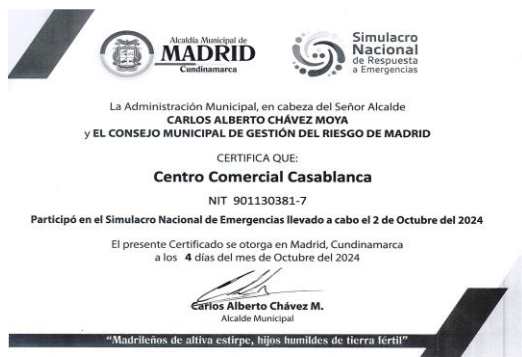 Alcaldía Municipal de
MADRID
Cundinamarca
Simulacro
Nacional
de Respuesta
a Emergencias
La Administración Municipal, en cabeza del Señor Alcalde
CARLOS ALBERTO CHÁVEZ MOYA
y EL CONSEJO MUNICIPAL DE GESTIÓN DEL RIESGO DE MADRID
CERTIFICA QUE:
Centro Comercial Casablanca
NIT 901130381-7
Participó en el Simulacro Nacional de Emergencias llevado a cabo el 2 de Octubre del 2024
El presente Certificado se otorga en Madrid, Cundinamarca
a los 4 días del mes de Octubre del 2024
Carlos Alberto Chávez M.
Alcalde Municipal
“Madrileños de altiva estirpe, hijos humildes de tierra fértil”